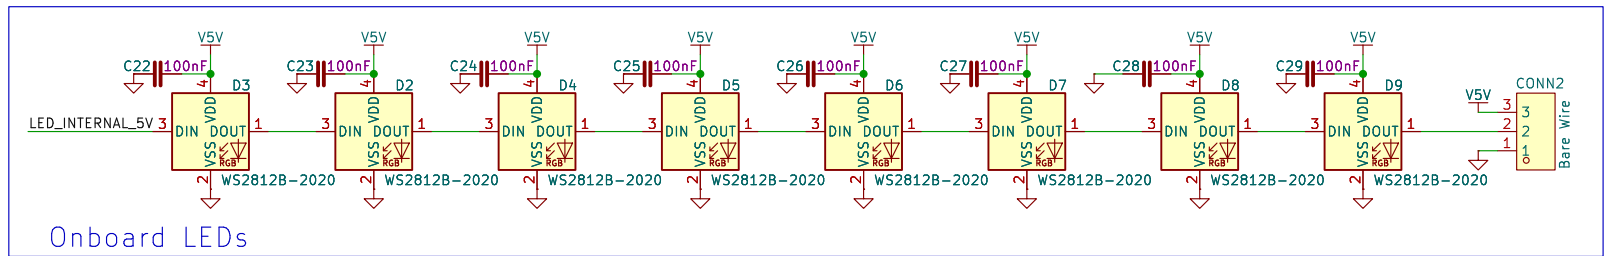 V5V V5V V5V V5V V5V V5V V5V V5V
C22 100nF C23 100nF C24 100nF C25 100nF C26 100nF C27 100nF C28 100nF C29 100nF
D3 D2 D4 D5 D6 D7 D8 D9 CONN2
4 4 4 4 4 4 4 4 V5V
VDD VDD VDD VDD VDD VDD VDD VDD 3 3
LED_INTERNAL_5V 3 DIN DOUT 1 3 DIN DOUT 1 3 DIN DOUT 1 3 DIN DOUT 1 3 DIN DOUT 1 3 DIN DOUT 1 3 DIN DOUT 1 3 DIN DOUT 1 2 2 Bare Wire
VSS VSS VSS VSS VSS VSS VSS VSS 1 1
RGB RGB RGB RGB RGB RGB RGB RGB
2 WS2812B-2020 2 WS2812B-2020 2 WS2812B-2020 2 WS2812B-2020 2 WS2812B-2020 2 WS2812B-2020 2 WS2812B-2020 2 WS2812B-2020
Onboard LEDs